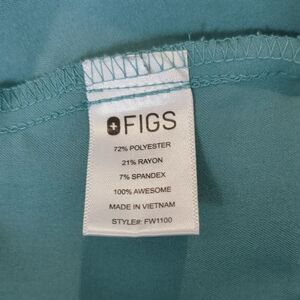 FIGS
72% POLYESTER
21% RAYON
7% SPANDEX
100% AWESOME
MADE IN VIETNAM
STYLE#: FW1100